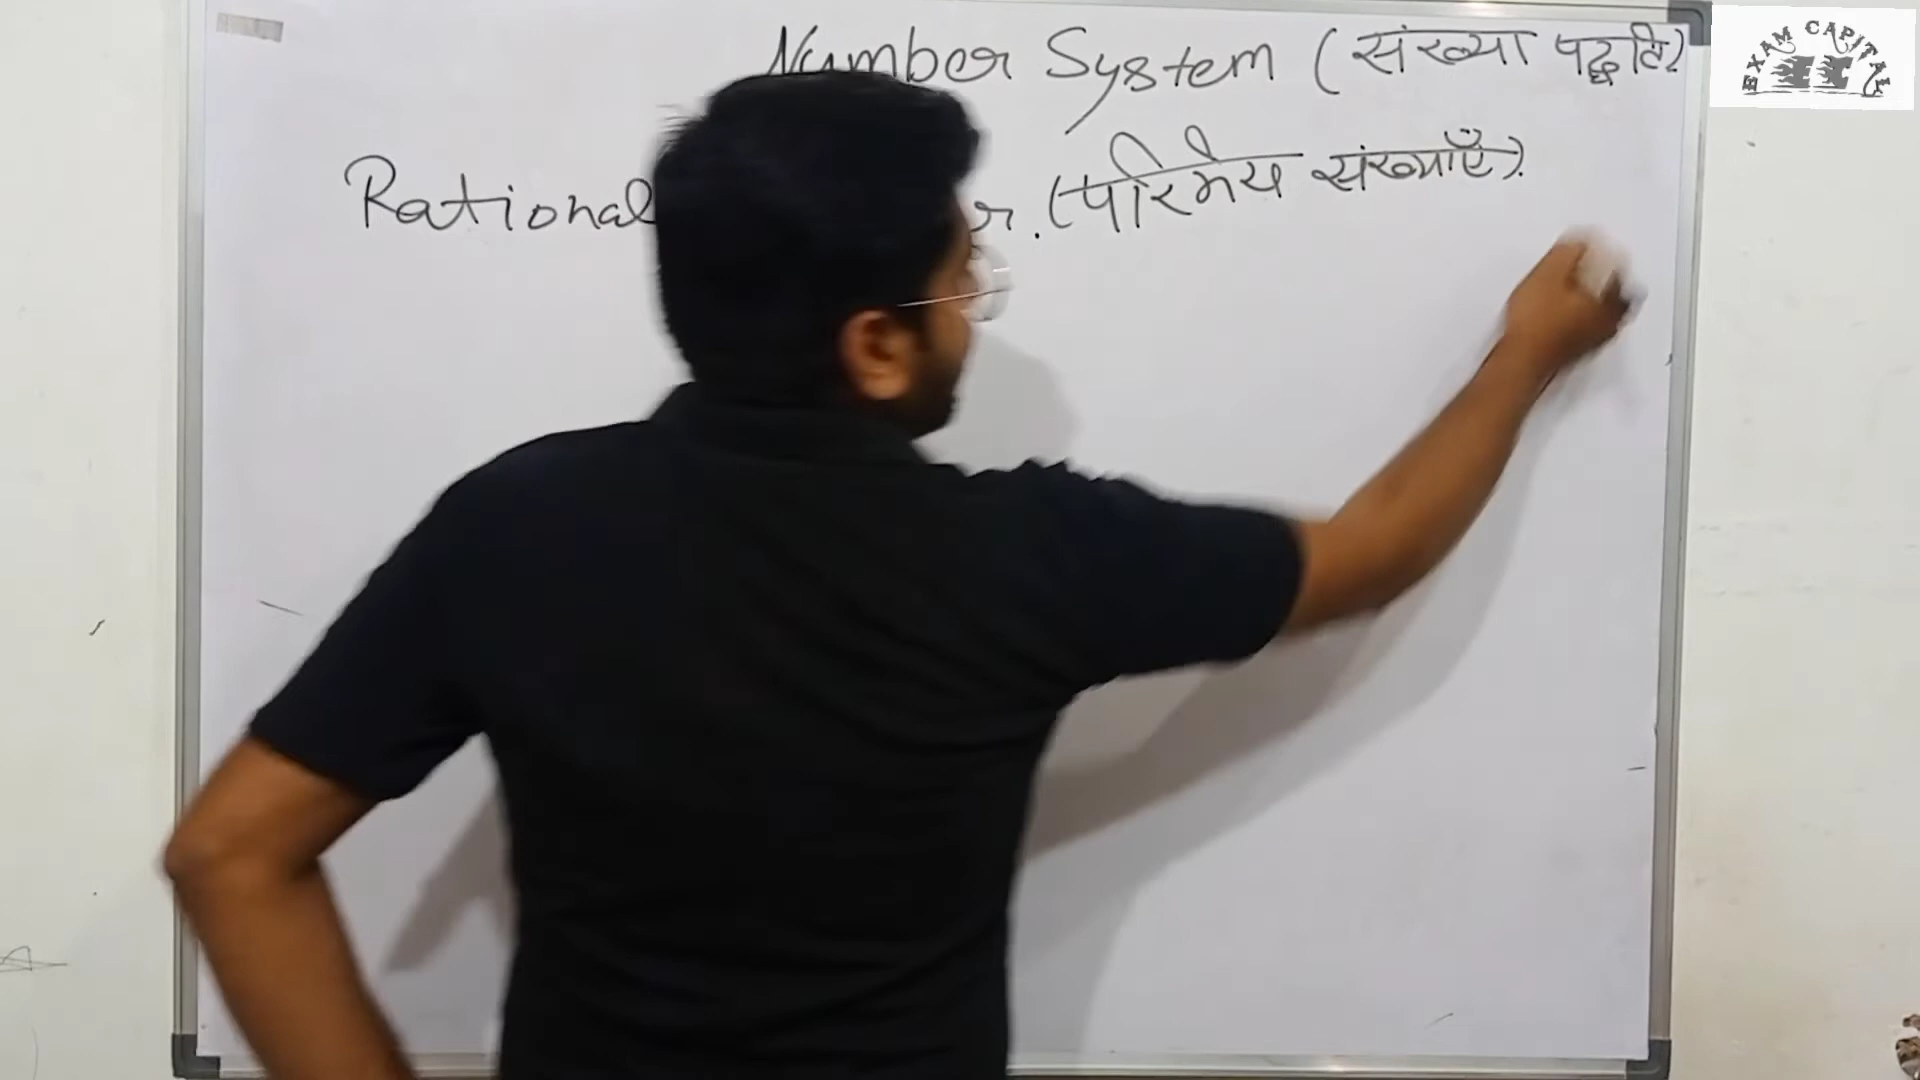 Number System (संख्या पद्धति)
Rational r. (परिमेय संख्याएँ).
EXAM CAPITAL